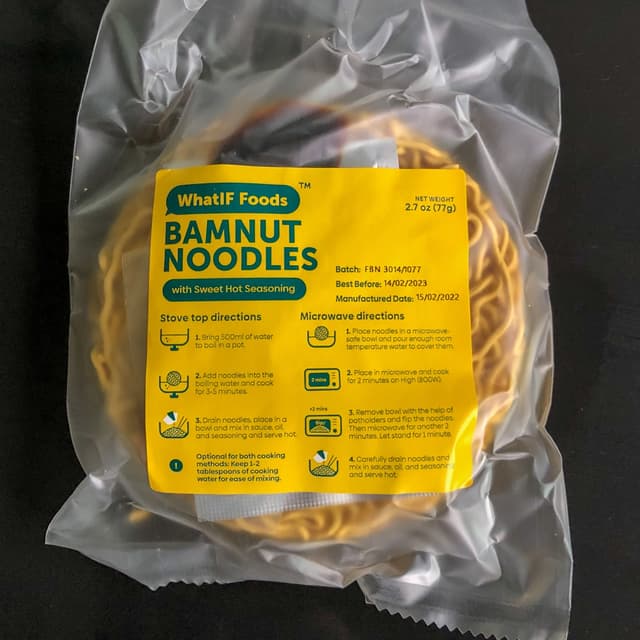 WhatIF Foods™
NET WEIGHT
2.7 oz (77g)
BAMNUT
NOODLES
with Sweet Hot Seasoning
Batch: FBN 3014/1077
Best Before: 14/02/2023
Manufactured Date: 15/02/2022
Stove top directions
1. Bring 500ml of water
to boil in a pot.
2. Add noodles into the
boiling water and cook
for 3-5 minutes.
3. Drain noodles, place in a
bowl and mix in sauce, oil,
and seasoning and serve hot.
! Optional for both cooking
methods: Keep 1-2
tablespoons of cooking
water for ease of mixing.
Microwave directions
1. Place noodles in a microwave-
safe bowl and pour enough room
temperature water to cover them.
2 mins
2. Place in microwave and cook
for 2 minutes on High (800W).
+2 mins
3. Remove bowl with the help of
potholders and flip the noodles.
Then microwave for another 2
minutes. Let stand for 1 minute.
4. Carefully drain noodles and
mix in sauce, oil, and seasoning
and serve hot.